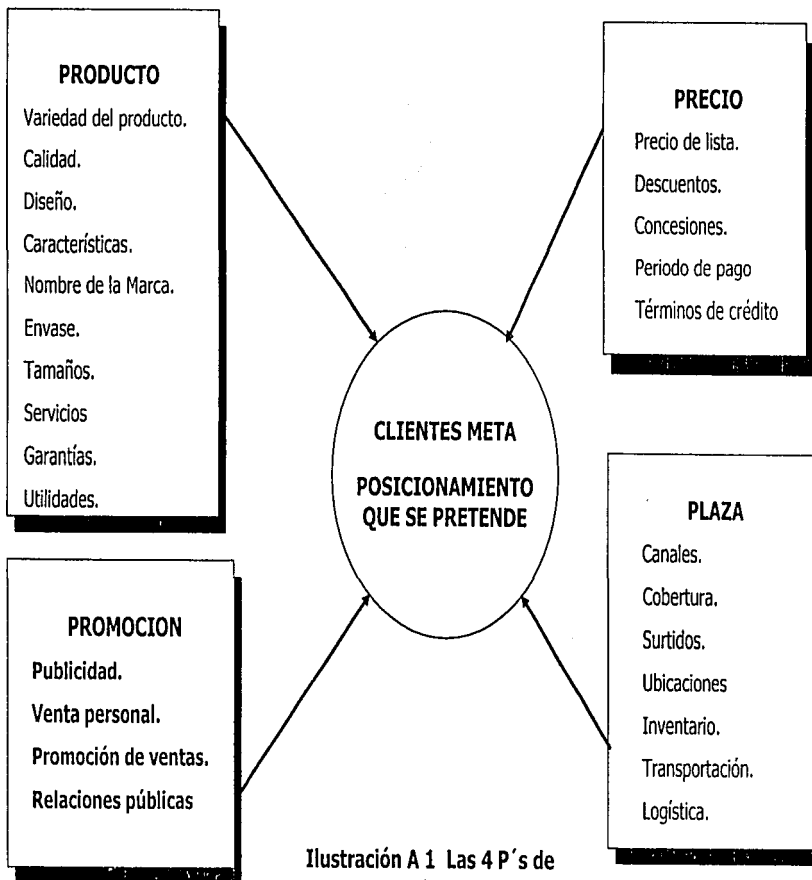 PRODUCTO
Variedad del producto.
Calidad.
Diseño.
Características.
Nombre de la Marca.
Envase.
Tamaños.
Servicios
Garantías.
Utilidades.
PRECIO
Precio de lista.
Descuentos.
Concesiones.
Periodo de pago
Términos de crédito
CLIENTES META
POSICIONAMIENTO
QUE SE PRETENDE
PROMOCION
Publicidad.
Venta personal.
Promoción de ventas.
Relaciones públicas
PLAZA
Canales.
Cobertura.
Surtidos.
Ubicaciones
Inventario.
Transportación.
Logística.
Ilustración A 1 Las 4 P´s de